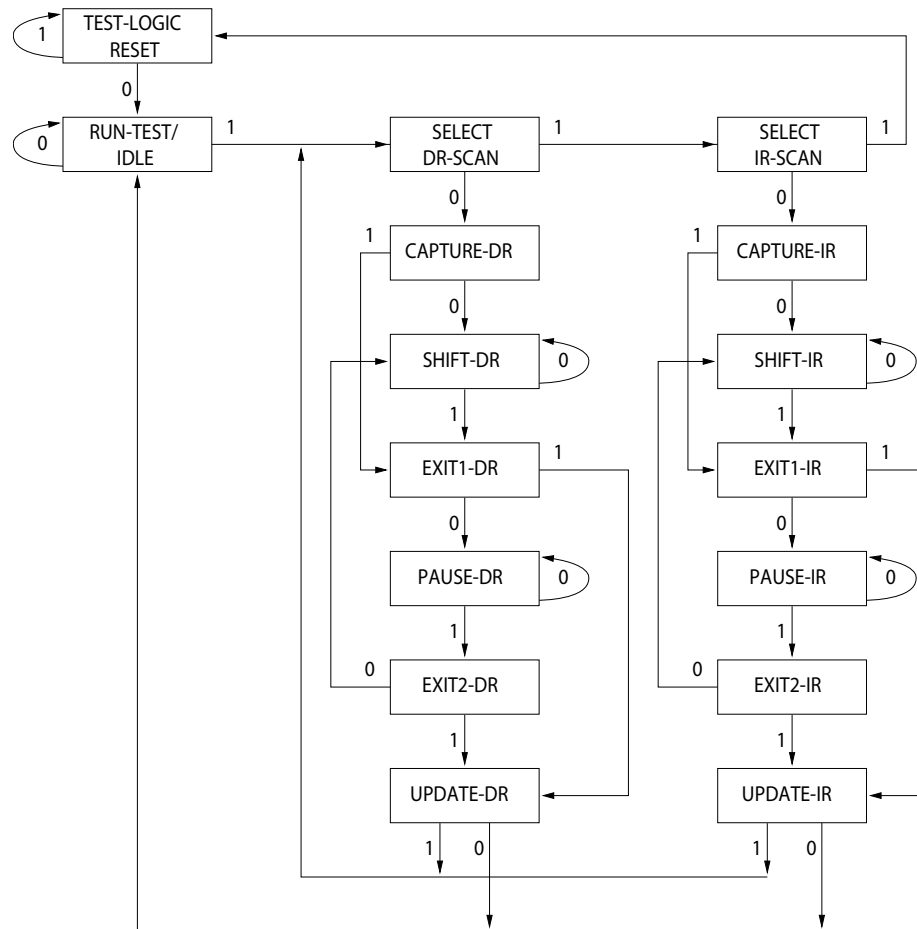 TEST-LOGIC
RESET
1
0
RUN-TEST/
IDLE
0
1
SELECT
DR-SCAN
1
SELECT
IR-SCAN
1
0
0
1
CAPTURE-DR
1
CAPTURE-IR
0
0
SHIFT-DR
0
SHIFT-IR
0
1
1
EXIT1-DR
1
EXIT1-IR
1
0
0
PAUSE-DR
0
PAUSE-IR
0
1
1
0
EXIT2-DR
0
EXIT2-IR
1
1
UPDATE-DR
UPDATE-IR
1
0
1
0